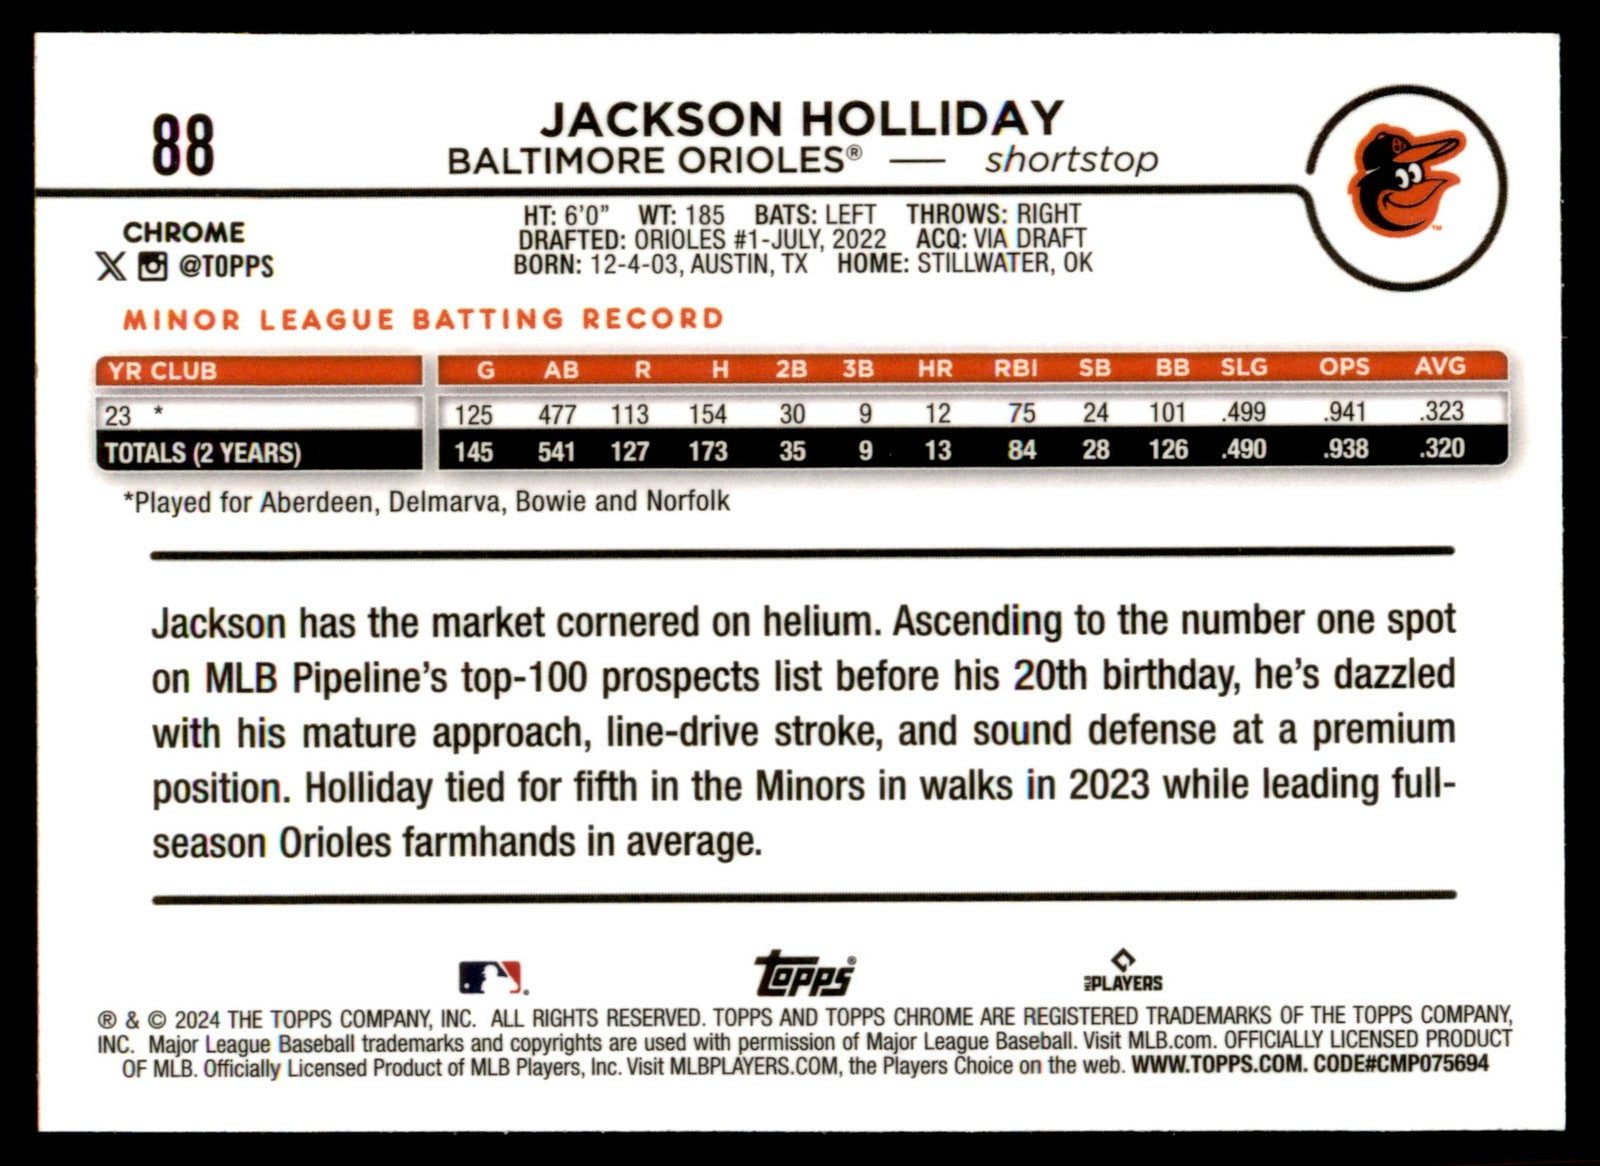 88
JACKSON HOLLIDAY
BALTIMORE ORIOLES® — shortstop
CHROME
@TOPPS
HT: 6'0" WT: 185 BATS: LEFT THROWS: RIGHT
DRAFTED: ORIOLES #1-JULY, 2022 ACQ: VIA DRAFT
BORN: 12-4-03, AUSTIN, TX HOME: STILLWATER, OK
MINOR LEAGUE BATTING RECORD
YR CLUB G AB R H 2B 3B HR RBI SB BB SLG OPS AVG
23 * 125 477 113 154 30 9 12 75 24 101 .499 .941 .323
TOTALS (2 YEARS) 145 541 127 173 35 9 13 84 28 126 .490 .938 .320
*Played for Aberdeen, Delmarva, Bowie and Norfolk
Jackson has the market cornered on helium. Ascending to the number one spot
on MLB Pipeline's top-100 prospects list before his 20th birthday, he's dazzled
with his mature approach, line-drive stroke, and sound defense at a premium
position. Holliday tied for fifth in the Minors in walks in 2023 while leading full-
season Orioles farmhands in average.
Topps® PLAYERS
® & © 2024 THE TOPPS COMPANY, INC. ALL RIGHTS RESERVED. TOPPS AND TOPPS CHROME ARE REGISTERED TRADEMARKS OF THE TOPPS COMPANY,
INC. Major League Baseball trademarks and copyrights are used with permission of Major League Baseball. Visit MLB.com. OFFICIALLY LICENSED PRODUCT
OF MLB. Officially Licensed Product of MLB Players, Inc. Visit MLBPLAYERS.COM, the Players Choice on the web. WWW.TOPPS.COM. CODE#CMP075694